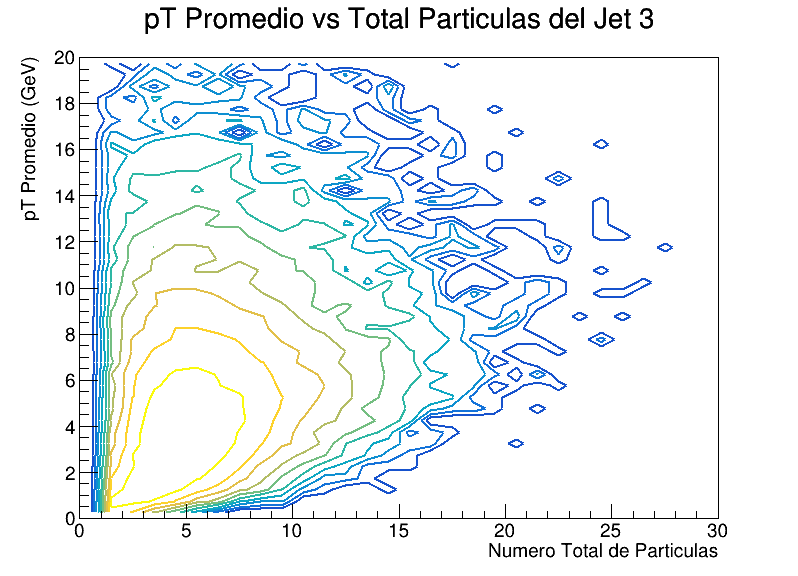 pT Promedio vs Total Particulas del Jet 3
pT Promedio (GeV)
20
18
16
14
12
10
8
6
4
2
0
0 5 10 15 20 25 30
Numero Total de Particulas